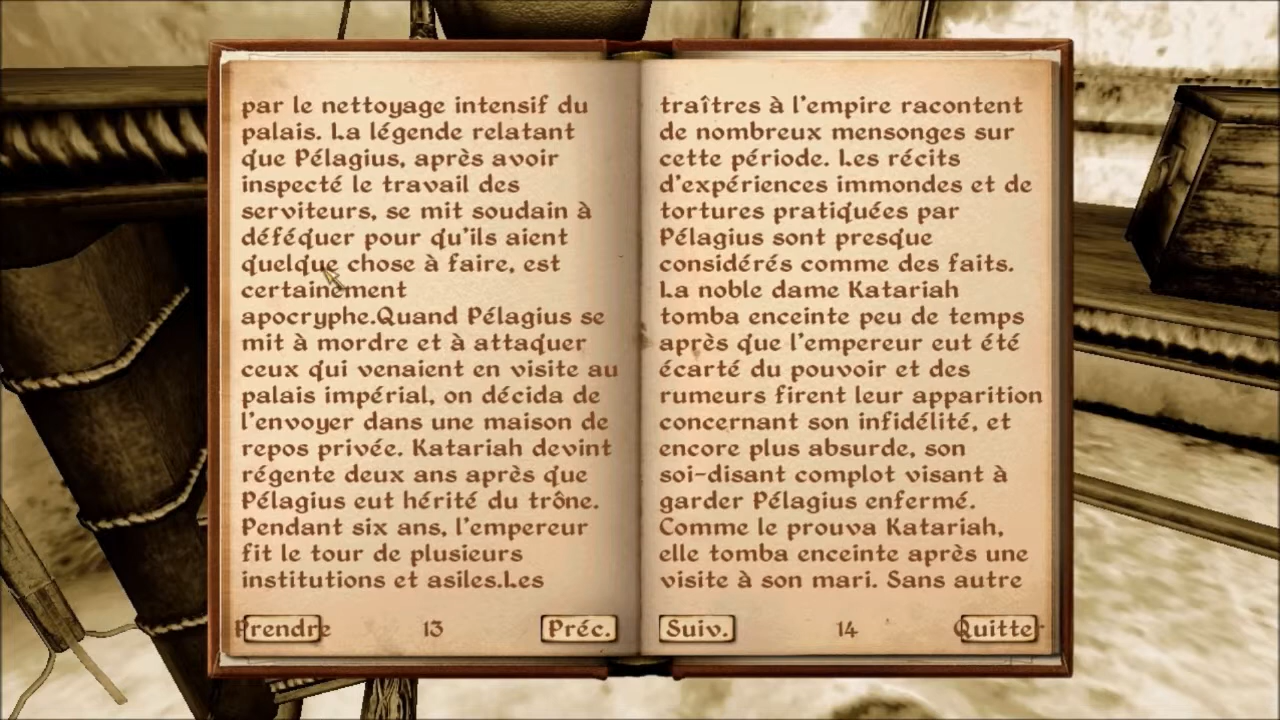 par le nettoyage intensif du
palais. La légende relatant
que Pélagius, après avoir
inspecté le travail des
serviteurs, se mit soudain à
déféquer pour qu'ils aient
quelque chose à faire, est
certainement
apocryphe.Quand Pélagius se
mit à mordre et à attaquer
ceux qui venaient en visite au
palais impérial, on décida de
l'envoyer dans une maison de
repos privée. Katariah devint
régente deux ans après que
Pélagius eut hérité du trône.
Pendant six ans, l'empereur
fit le tour de plusieurs
institutions et asiles.Les
Prendre 13 Préc.
traîtres à l'empire racontent
de nombreux mensonges sur
cette période. Les récits
d'expériences immondes et de
tortures pratiquées par
Pélagius sont presque
considérés comme des faits.
La noble dame Katariah
tomba enceinte peu de temps
après que l'empereur eut été
écarté du pouvoir et des
rumeurs firent leur apparition
concernant son infidélité, et
encore plus absurde, son
soi-disant complot visant à
garder Pélagius enfermé.
Comme le prouva Katariah,
elle tomba enceinte après une
visite à son mari. Sans autre
Suiv. 14 Quitter